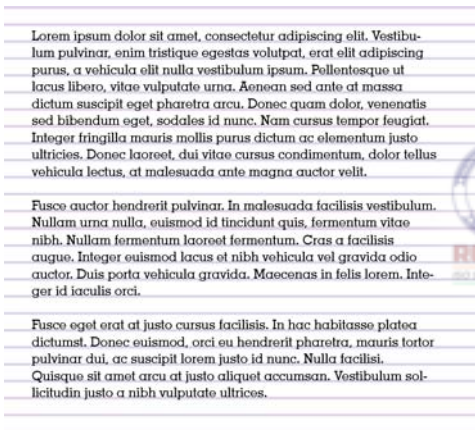 Lorem ipsum dolor sit amet, consectetur adipiscing elit. Vestibu-
lum pulvinar, enim tristique egestas volutpat, erat elit adipiscing
purus, a vehicula elit nulla vestibulum ipsum. Pellentesque ut
lacus libero, vitae vulputate urna. Aenean sed ante at massa
dictum suscipit eget pharetra arcu. Donec quam dolor, venenatis
sed bibendum eget, sodales id nunc. Nam cursus tempor feugiat.
Integer fringilla mauris mollis purus dictum ac elementum justo
ultricies. Donec laoreet, dui vitae cursus condimentum, dolor tellus
vehicula lectus, at malesuada ante magna auctor velit.
Fusce auctor hendrerit pulvinar. In malesuada facilisis vestibulum.
Nullam urna nulla, euismod id tincidunt quis, fermentum vitae
nibh. Nullam fermentum laoreet fermentum. Cras a facilisis
augue. Integer euismod lacus et nibh vehicula vel gravida odio
auctor. Duis porta vehicula gravida. Maecenas in felis lorem. Inte-
ger id iaculis orci.
Fusce eget erat at justo cursus facilisis. In hac habitasse platea
dictumst. Donec euismod, orci eu hendrerit pharetra, mauris tortor
pulvinar dui, ac suscipit lorem justo id nunc. Nulla facilisi.
Quisque sit amet arcu at justo aliquet accumsan. Vestibulum sol-
licitudin justo a nibh vulputate ultrices.